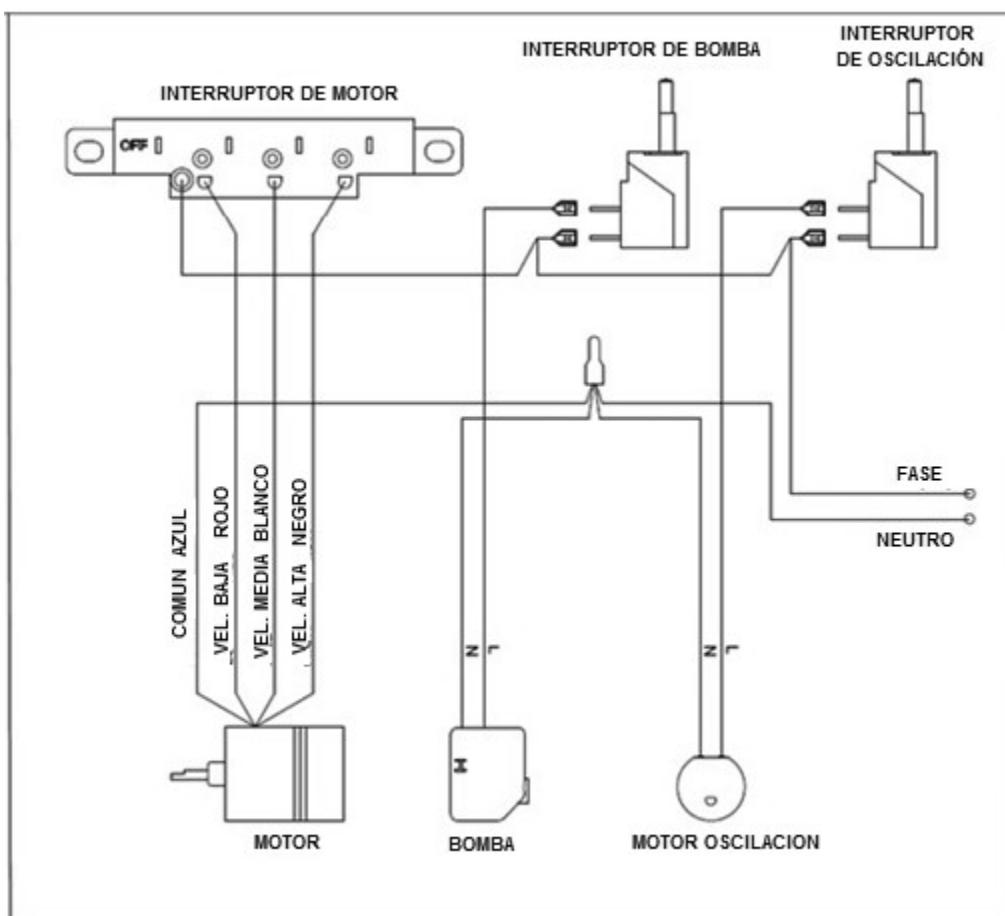 INTERRUPTOR
DE OSCILACIÓN
INTERRUPTOR DE BOMBA
INTERRUPTOR DE MOTOR
OFF
FASE
NEUTRO
COMUN AZUL
VEL. BAJA ROJO
VEL. MEDIA BLANCO
VEL. ALTA NEGRO
N
L
N
L
H
MOTOR
BOMBA
MOTOR OSCILACION